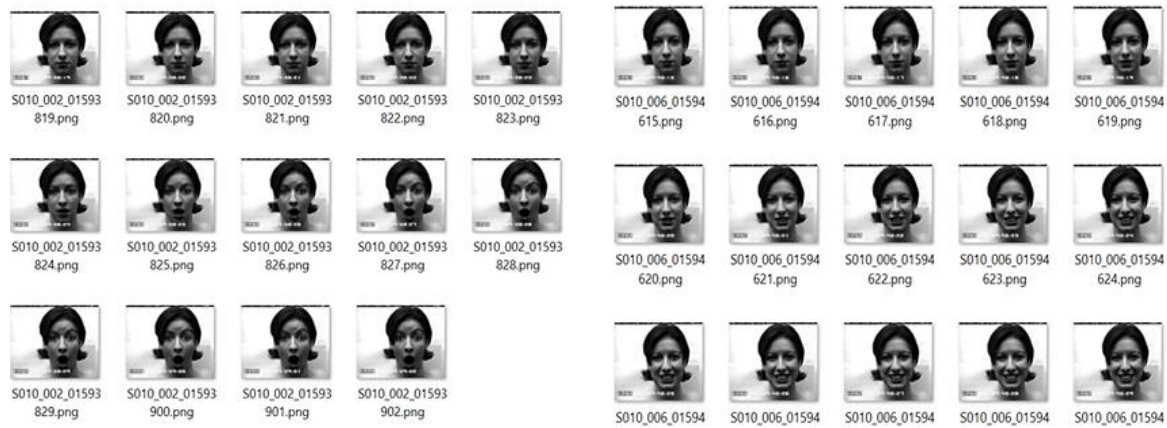 S010_002_01593
819.png
S010_002_01593
820.png
S010_002_01593
821.png
S010_002_01593
822.png
S010_002_01593
823.png
S010_002_01593
824.png
S010_002_01593
825.png
S010_002_01593
826.png
S010_002_01593
827.png
S010_002_01593
828.png
S010_002_01593
829.png
S010_002_01593
900.png
S010_002_01593
901.png
S010_002_01593
902.png
S010_006_01594
615.png
S010_006_01594
616.png
S010_006_01594
617.png
S010_006_01594
618.png
S010_006_01594
619.png
S010_006_01594
620.png
S010_006_01594
621.png
S010_006_01594
622.png
S010_006_01594
623.png
S010_006_01594
624.png
S010_006_01594
S010_006_01594
S010_006_01594
S010_006_01594
S010_006_01594